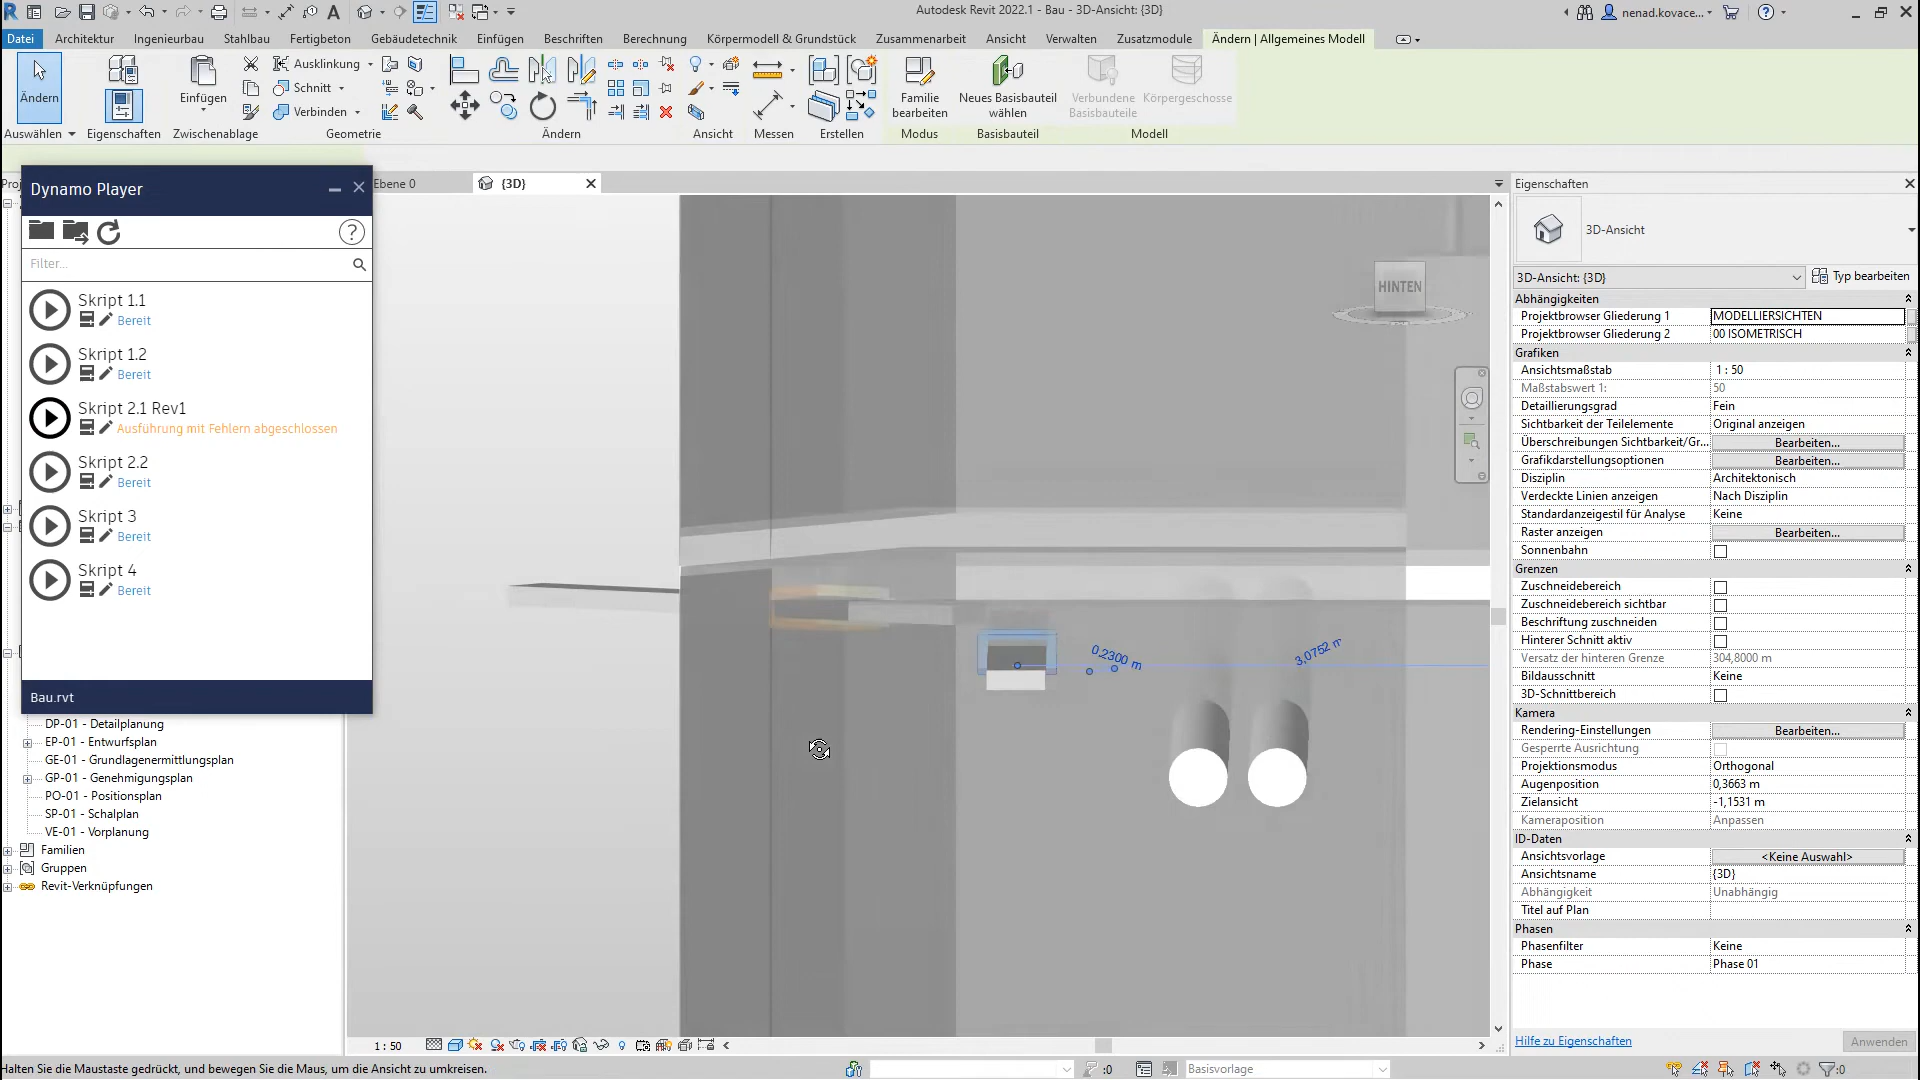 Autodesk Revit 2022.1 - Bau - 3D-Ansicht: {3D}
nenad.kovace...
Datei
Architektur
Ingenieurbau
Stahlbau
Fertigbeton
Gebäudetechnik
Einfügen
Beschriften
Berechnung
Körpermodell & Grundstück
Zusammenarbeit
Ansicht
Verwalten
Zusatzmodule
Ändern | Allgemeines Modell
Ändern
Einfügen
Ausklinkung
Schnitt
Verbinden
Familie bearbeiten
Neues Basisbauteil wählen
Verbundene Basisbauteile
Körpergeschosse
Auswählen
Eigenschaften
Zwischenablage
Geometrie
Ändern
Ansicht
Messen
Erstellen
Modus
Basisbauteil
Modell
Dynamo Player
Filter...
Skript 1.1
Bereit
Skript 1.2
Bereit
Skript 2.1 Rev1
Ausführung mit Fehlern abgeschlossen
Skript 2.2
Bereit
Skript 3
Bereit
Skript 4
Bereit
Bau.rvt
DP-01 - Detailplanung
EP-01 - Entwurfsplan
GE-01 - Grundlagenermittlungsplan
GP-01 - Genehmigungsplan
PO-01 - Positionsplan
SP-01 - Schalplan
VE-01 - Vorplanung
Familien
Gruppen
Revit-Verknüpfungen
Ebene 0
{3D}
HINTEN
0,2300 m
3,0752 m
1 : 50
Eigenschaften
3D-Ansicht
3D-Ansicht: {3D}
Typ bearbeiten
Abhängigkeiten
Projektbrowser Gliederung 1 MODELLIERSICHTEN
Projektbrowser Gliederung 2 00 ISOMETRISCH
Grafiken
Ansichtsmaßstab 1 : 50
Maßstabswert 1: 50
Detaillierungsgrad Fein
Sichtbarkeit der Teilelemente Original anzeigen
Überschreibungen Sichtbarkeit/Gr... Bearbeiten...
Grafikdarstellungsoptionen Bearbeiten...
Disziplin Architektonisch
Verdeckte Linien anzeigen Nach Disziplin
Standardanzeigestil für Analyse Keine
Raster anzeigen Bearbeiten...
Sonnenbahn
Grenzen
Zuschneidebereich
Zuschneidebereich sichtbar
Beschriftung zuschneiden
Hinterer Schnitt aktiv
Versatz der hinteren Grenze 304,8000 m
Bildausschnitt Keine
3D-Schnittbereich
Kamera
Rendering-Einstellungen Bearbeiten...
Gesperrte Ausrichtung
Projektionsmodus Orthogonal
Augenposition 0,3663 m
Zielansicht -1,1531 m
Kameraposition Anpassen
ID-Daten
Ansichtsvorlage <Keine Auswahl>
Ansichtsname {3D}
Abhängigkeit Unabhängig
Titel auf Plan
Phasen
Phasenfilter Keine
Phase Phase 01
Hilfe zu Eigenschaften
Anwenden
Halten Sie die Maustaste gedrückt, und bewegen Sie die Maus, um die Ansicht zu umkreisen.
:0
Basisvorlage
:0